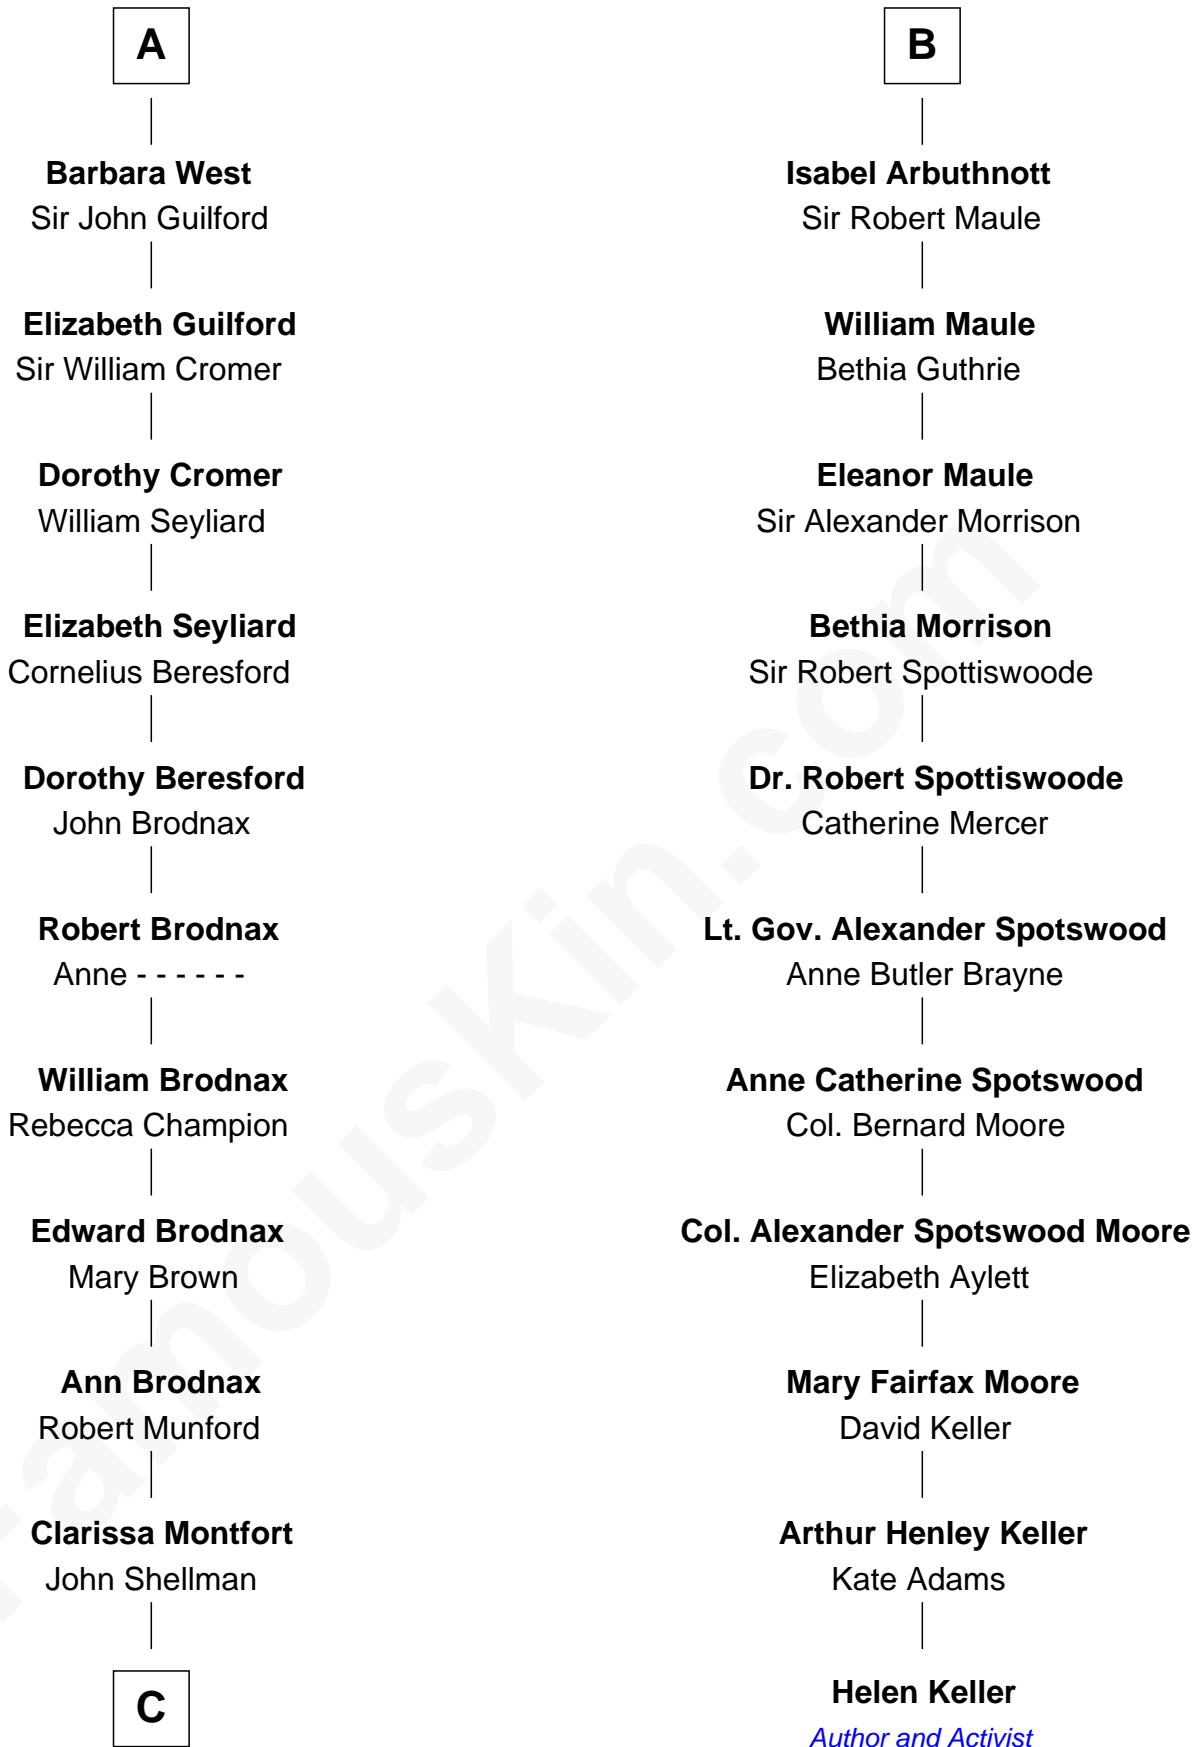 A
Barbara West
Sir John Guilford
Elizabeth Guilford
Sir William Cromer
Dorothy Cromer
William Seyliard
Elizabeth Seyliard
Cornelius Beresford
Dorothy Beresford
John Brodnax
Robert Brodnax
Anne - - - - - -
William Brodnax
Rebecca Champion
Edward Brodnax
Mary Brown
Ann Brodnax
Robert Munford
Clarissa Montfort
John Shellman
C
B
Isabel Arbuthnott
Sir Robert Maule
William Maule
Bethia Guthrie
Eleanor Maule
Sir Alexander Morrison
Bethia Morrison
Sir Robert Spottiswoode
Dr. Robert Spottiswoode
Catherine Mercer
Lt. Gov. Alexander Spotswood
Anne Butler Brayne
Anne Catherine Spotswood
Col. Bernard Moore
Col. Alexander Spotswood Moore
Elizabeth Aylett
Mary Fairfax Moore
David Keller
Arthur Henley Keller
Kate Adams
Helen Keller
Author and Activist
FamousKin.com